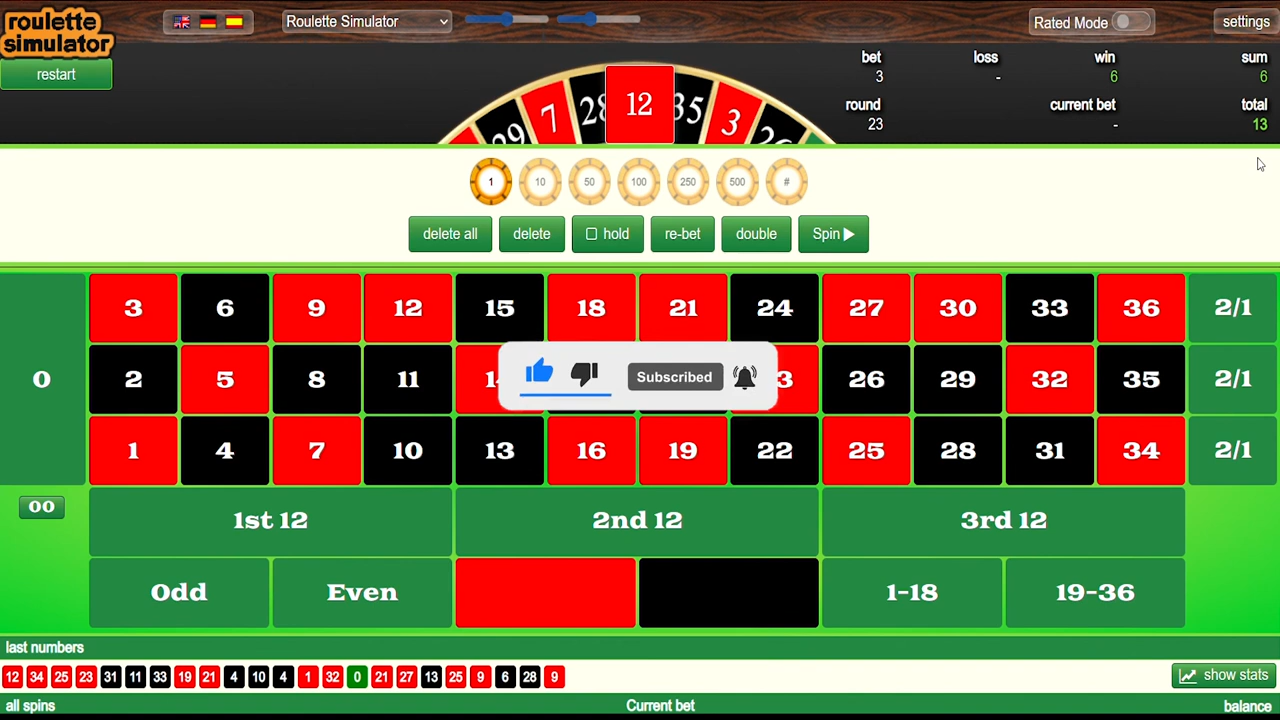 roulette simulator
Roulette Simulator
Rated Mode
settings
restart
bet 3
loss -
win 6
sum 6
round 23
current bet -
total 13
29 7 28 12 35 3 26
1 10 50 100 250 500 #
delete all delete hold re-bet double Spin
3 6 9 12 15 18 21 24 27 30 33 36 2/1
0 2 5 8 11 26 29 32 35 2/1
Subscribed
1 4 7 10 13 16 19 22 25 28 31 34 2/1
00
1st 12 2nd 12 3rd 12
Odd Even 1-18 19-36
last numbers
12 34 25 23 31 11 33 19 21 4 10 4 1 32 0 21 27 13 25 9 6 28 9
show stats
all spins Current bet balance